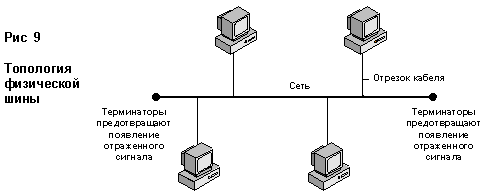 Рис 9
Топология
физической
шины
Сеть
Отрезок кабеля
Терминаторы
предотвращают
появление
отраженного
сигнала
Терминаторы
предотвращают
появление
отраженного
сигнала